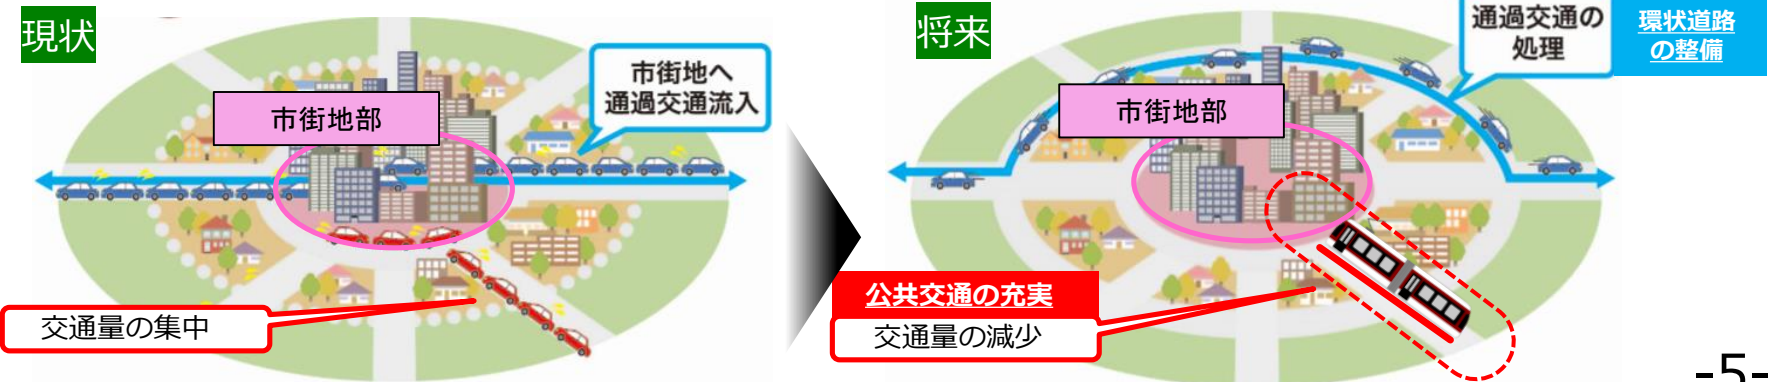 現状
市街地へ
通過交通流入
市街地部
交通量の集中
将来
通過交通の
処理
環状道路
の整備
市街地部
公共交通の充実
交通量の減少
-5-